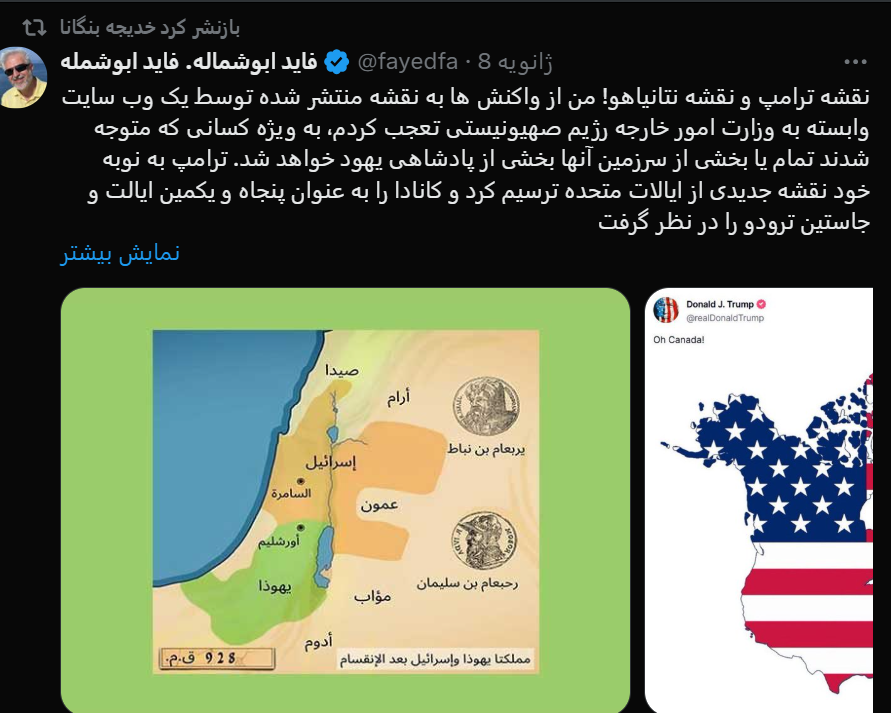 بازنشر کرد خدیجه بنگانا
فاید ابوشماله. فاید ابوشمله @fayedfa · 8 ژانویه
نقشه ترامپ و نقشه نتانیاهو! من از واکنش ها به نقشه منتشر شده توسط یک وب سایت
وابسته به وزارت امور خارجه رژیم صهیونیستی تعجب کردم، به ویژه کسانی که متوجه
شدند تمام یا بخشی از سرزمین آنها بخشی از پادشاهی یهود خواهد شد. ترامپ به نوبه
خود نقشه جدیدی از ایالات متحده ترسیم کرد و کانادا را به عنوان پنجاه و یکمین ایالت و
جاستین ترودو را در نظر گرفت
نمایش بیشتر
صيدا
أرام
يربعام بن نباط
إسرائيل
السامرة
عمون
أورشليم
رحبعام بن سليمان
يهوذا
مؤاب
أدوم
928 ق.م.
مملكتا يهوذا وإسرائيل بعد الإنقسام
Donald J. Trump
@realDonaldTrump
Oh Canada!